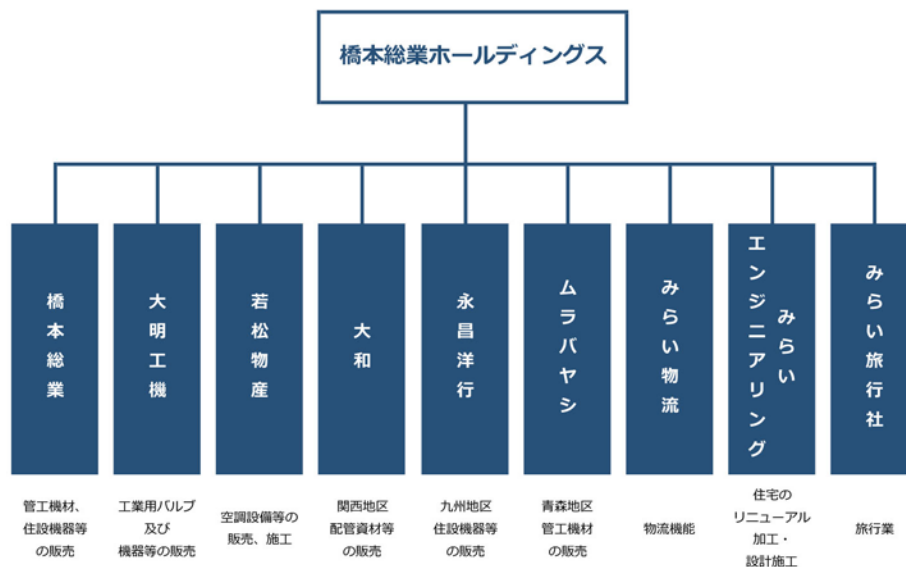 橋本総業ホールディングス
橋本総業
大明工機
若松物産
大和
永昌洋行
ムラバヤシ
みらい物流
みらい
エンジニアリング
みらい旅行社
管工機材、
住設機器等
の販売
工業用バルブ
及び
機器等の販売
空調設備等の
販売、施工
関西地区
配管資材等
の販売
九州地区
住設機器等
の販売
青森地区
管工機材
の販売
物流機能
住宅の
リニューアル
加工・
設計施工
旅行業